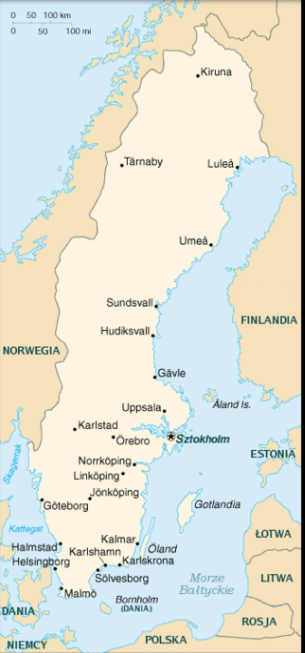 0 50 100 km
0 50 100 mi
Kiruna
Tärnaby
Luleå
Umeå
Sundsvall
Hudiksvall
FINLANDIA
NORWEGIA
Gävle
Uppsala
Åland Is.
Karlstad
Örebro
Sztokholm
Skagerrak
Norrköping
ESTONIA
Linköping
Jönköping
Göteborg
Gotlandia
Kattegat
Halmstad
Kalmar
Öland
ŁOTWA
Karlshamn
Helsingborg
Karlskrona
Sölvesborg
Morze
Bałtyckie
LITWA
Malmö
Bornholm
(DANIA)
DANIA
ROSJA
NIEMCY
POLSKA